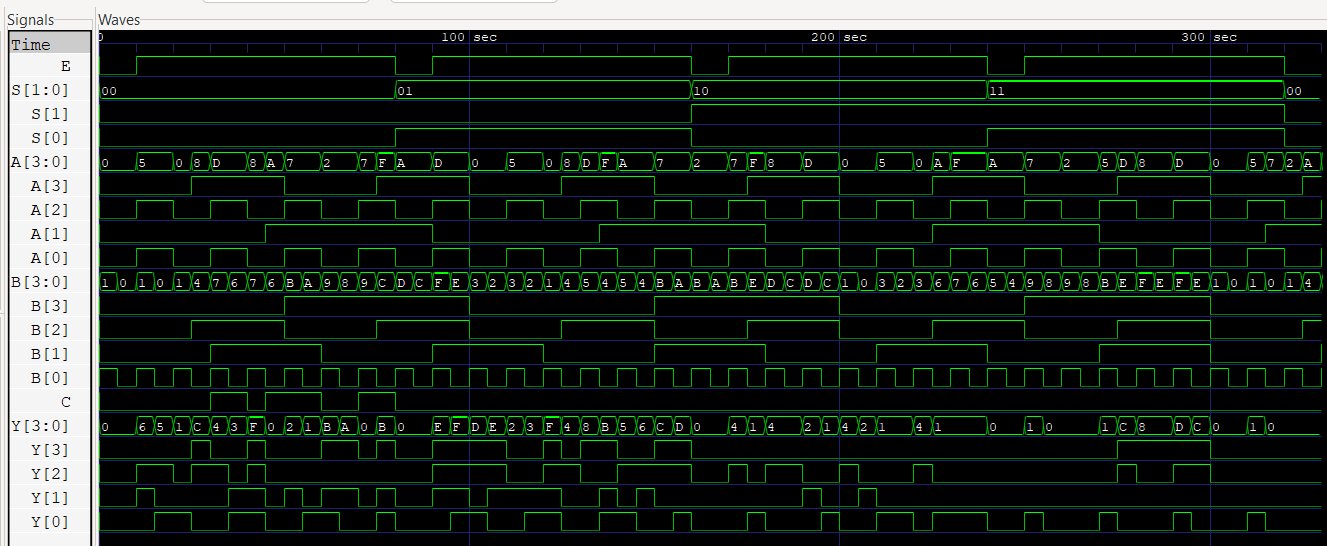 Signals Waves
Time 100 sec 200 sec 300 sec
E
S[1:0] 00 01 10 11 00
S[1]
S[0]
A[3:0] 0 5 0 8 D 8 A 7 2 7 F A D 0 5 0 8 D F A 7 2 7 F 8 D 0 5 0 A F A 7 2 5 D 8 D 0 5 7 2 A
A[3]
A[2]
A[1]
A[0]
B[3:0] 1 0 1 0 1 4 7 6 7 6 B A 9 8 9 C D C F E 3 2 3 2 1 4 5 4 5 4 B A B A B E D C D C 1 0 3 2 3 6 7 6 5 4 9 8 9 8 B E F E F E 1 0 1 0 1 4
B[3]
B[2]
B[1]
B[0]
C
Y[3:0] 0 6 5 1 C 4 3 F 0 2 1 B A 0 B 0 E F D E 2 3 F 4 8 B 5 6 C D 0 4 1 4 2 1 4 2 1 4 1 0 1 0 1 C 8 D C 0 1 0
Y[3]
Y[2]
Y[1]
Y[0]